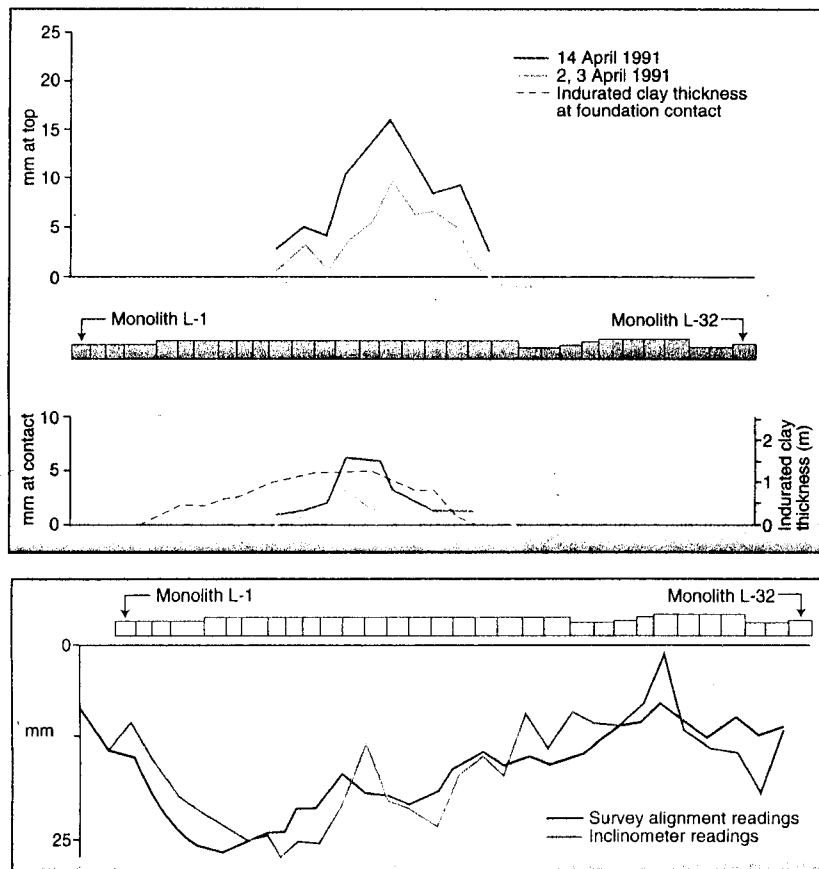 25
20
15
10
5
0
mm at top
14 April 1991
2, 3 April 1991
Indurated clay thickness
at foundation contact
Monolith L-1
Monolith L-32
10
5
0
mm at contact
2
1
0
Indurated clay
thickness (m)
Monolith L-1
Monolith L-32
0
mm
25
Survey alignment readings
Inclinometer readings